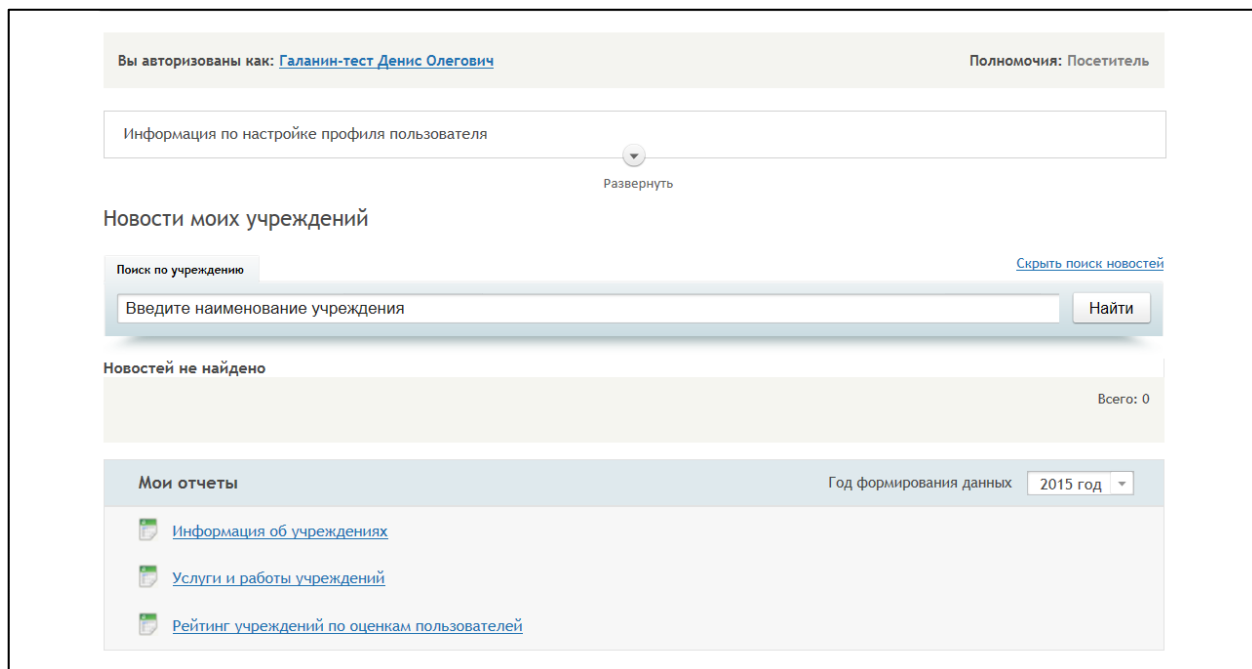 Вы авторизованы как: Галанин-тест Денис Олегович Полномочия: Посетитель
Информация по настройке профиля пользователя
Развернуть
Новости моих учреждений
Поиск по учреждению Скрыть поиск новостей
Введите наименование учреждения Найти
Новостей не найдено
Всего: 0
Мои отчеты Год формирования данных 2015 год
Информация об учреждениях
Услуги и работы учреждений
Рейтинг учреждений по оценкам пользователей